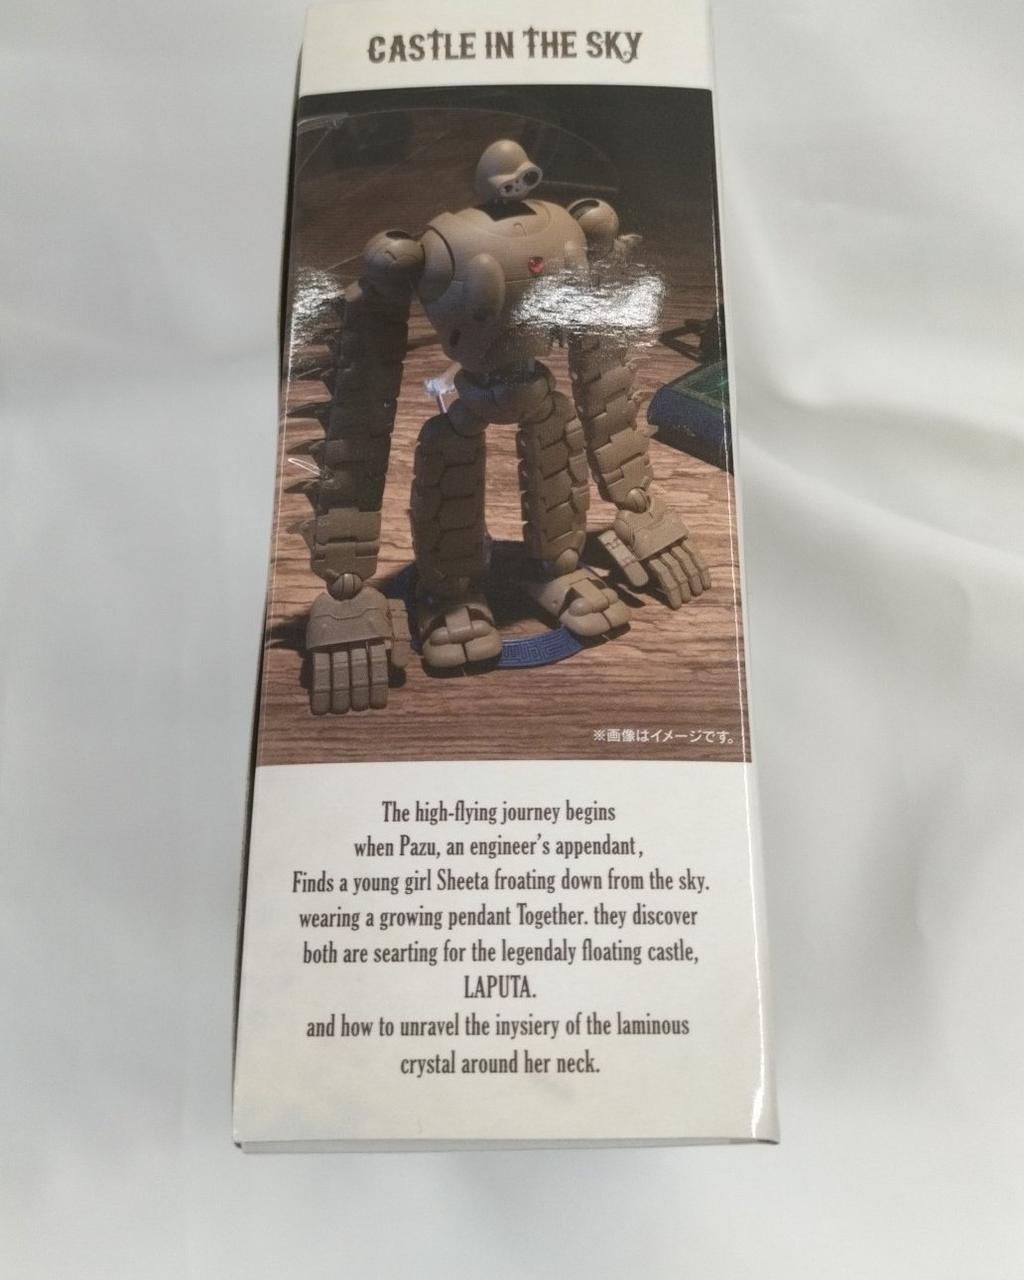 CASTLE IN THE SKY
※画像はイメージです。
The high-flying journey begins
when Pazu, an engineer's appendant,
Finds a young girl Sheeta froating down from the sky.
wearing a growing pendant Together. they discover
both are searting for the legendaly floating castle,
LAPUTA.
and how to unravel the inysiery of the laminous
crystal around her neck.